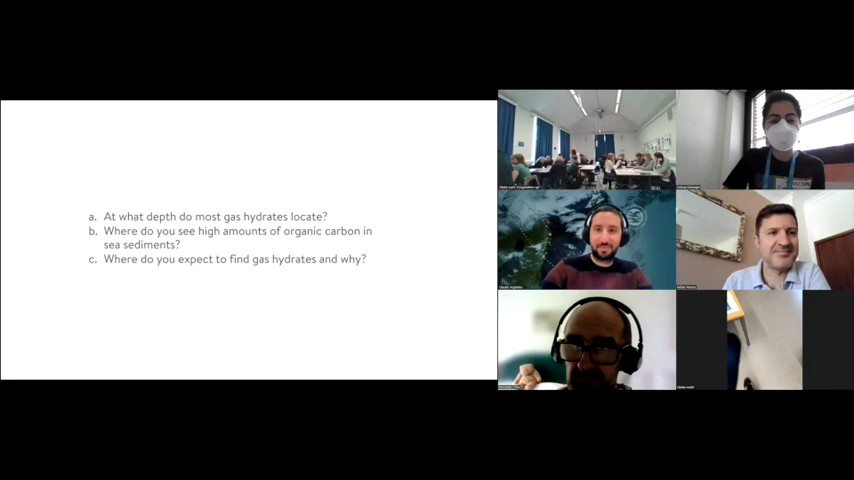 a. At what depth do most gas hydrates locate?
b. Where do you see high amounts of organic carbon in
sea sediments?
c. Where do you expect to find gas hydrates and why?